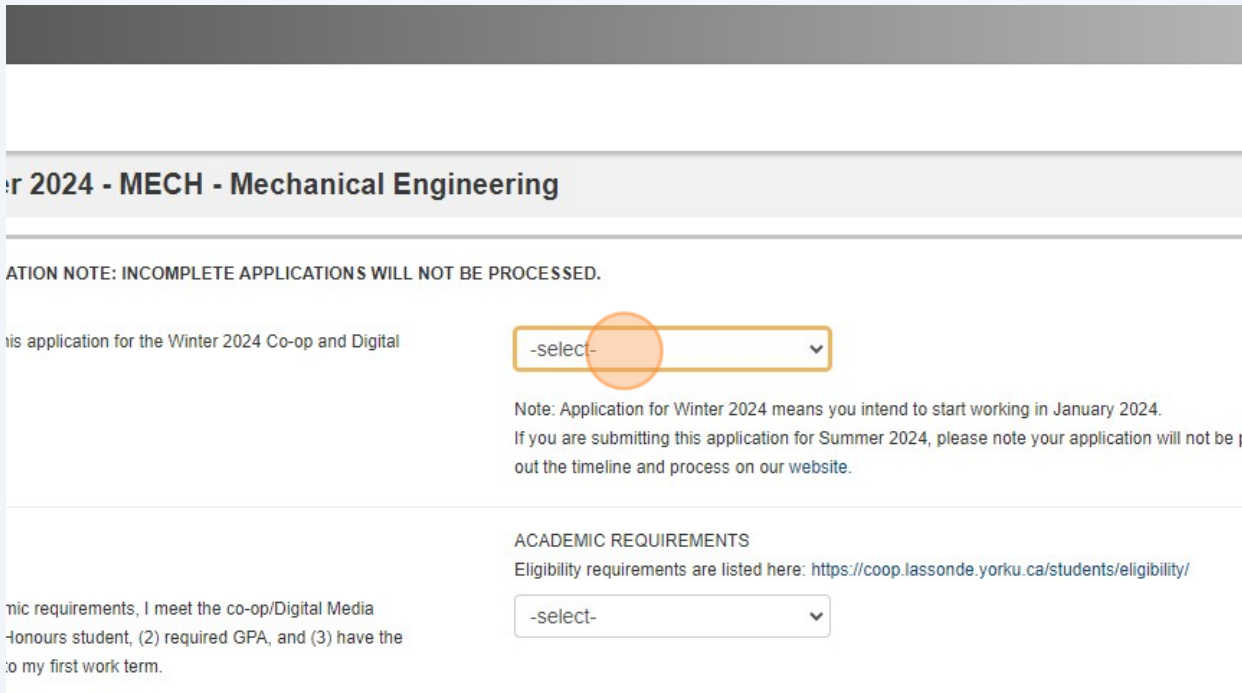 r 2024 - MECH - Mechanical Engineering
ATION NOTE: INCOMPLETE APPLICATIONS WILL NOT BE PROCESSED.
his application for the Winter 2024 Co-op and Digital
-select-
Note: Application for Winter 2024 means you intend to start working in January 2024.
If you are submitting this application for Summer 2024, please note your application will not be
out the timeline and process on our website.
ACADEMIC REQUIREMENTS
Eligibility requirements are listed here: https://coop.lassonde.yorku.ca/students/eligibility/
mic requirements, I meet the co-op/Digital Media
Honours student, (2) required GPA, and (3) have the
to my first work term.
-select-